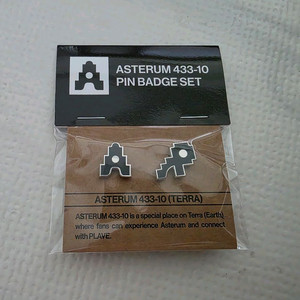 ASTERUM 433-10
PIN BADGE SET
ASTERUM 433-10 (TERRA)
ASTERUM 433-10 is a special place on Terra (Earth)
where fans can experience Asterum and connect
with PLAVE.